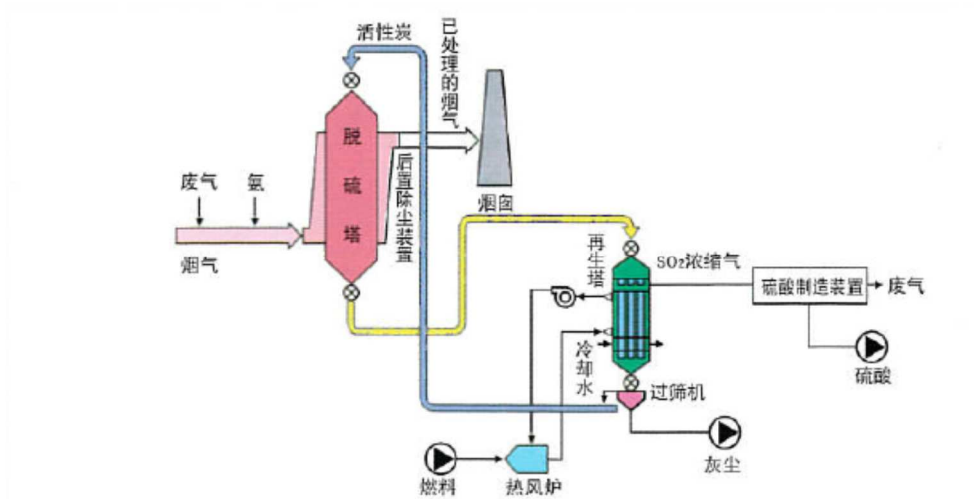 活性炭
已处理的烟气
脱硫塔
后置除尘装置
烟囱
废气
氨
烟气
再生塔
SO₂浓缩气
硫酸制造装置
废气
硫酸
冷却水
过筛机
灰尘
燃料
热风炉